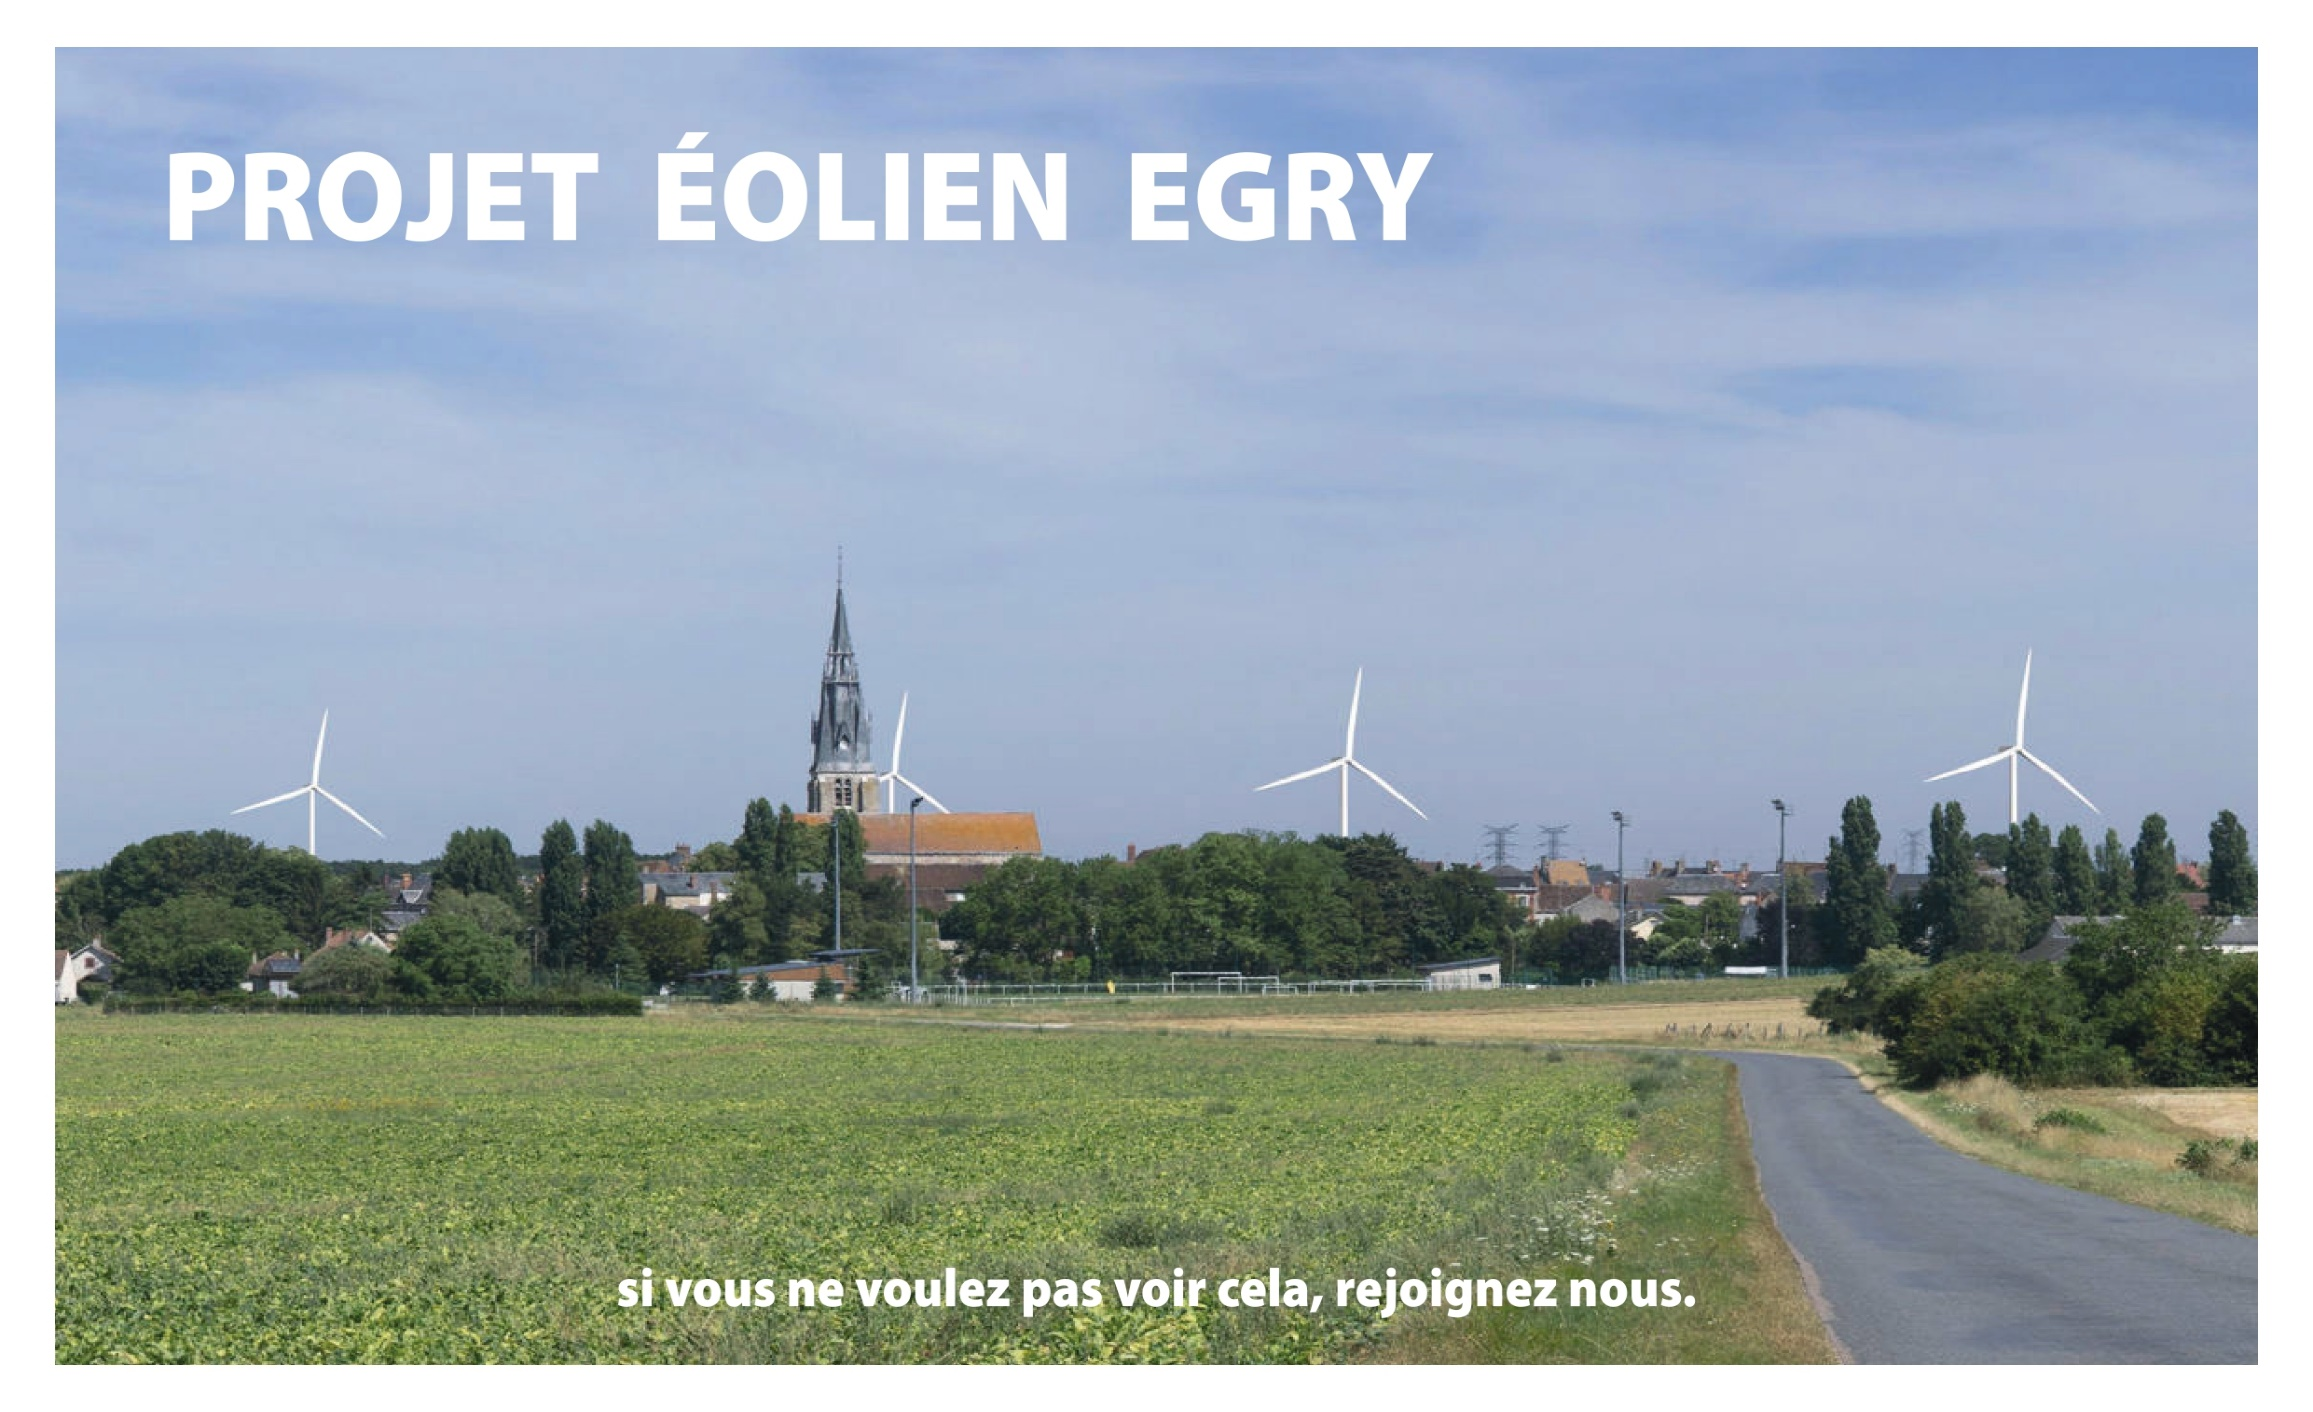 PROJET ÉOLIEN EGRY
si vous ne voulez pas voir cela, rejoignez nous.